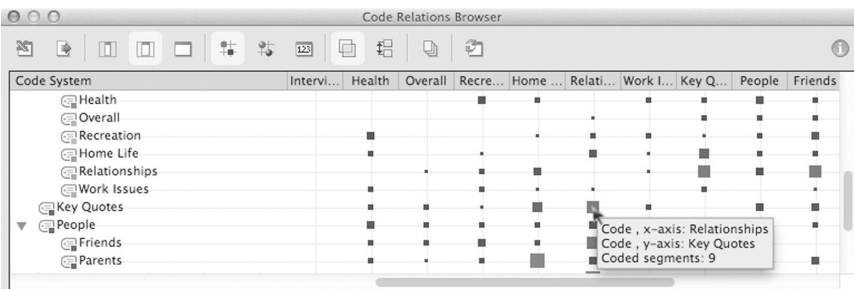 Code Relations Browser
123
Code System Intervi... Health Overall Recre... Home ... Relati... Work I... Key Q... People Friends
Health
Overall
Recreation
Home Life
Relationships
Work Issues
Key Quotes
People
Friends
Parents
Code , x-axis: Relationships
Code , y-axis: Key Quotes
Coded segments: 9